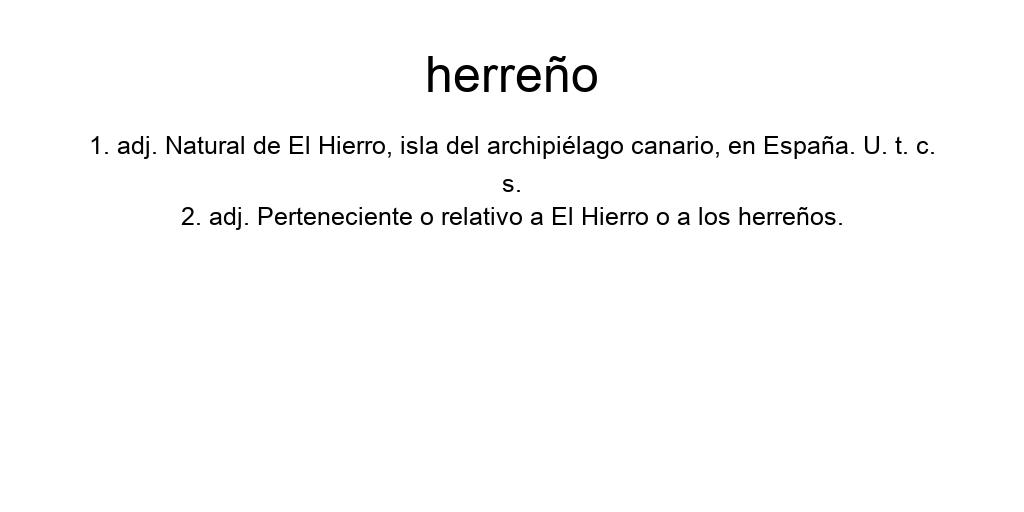 herreño
1. adj. Natural de El Hierro, isla del archipiélago canario, en España. U. t. c.
s.
2. adj. Perteneciente o relativo a El Hierro o a los herreños.